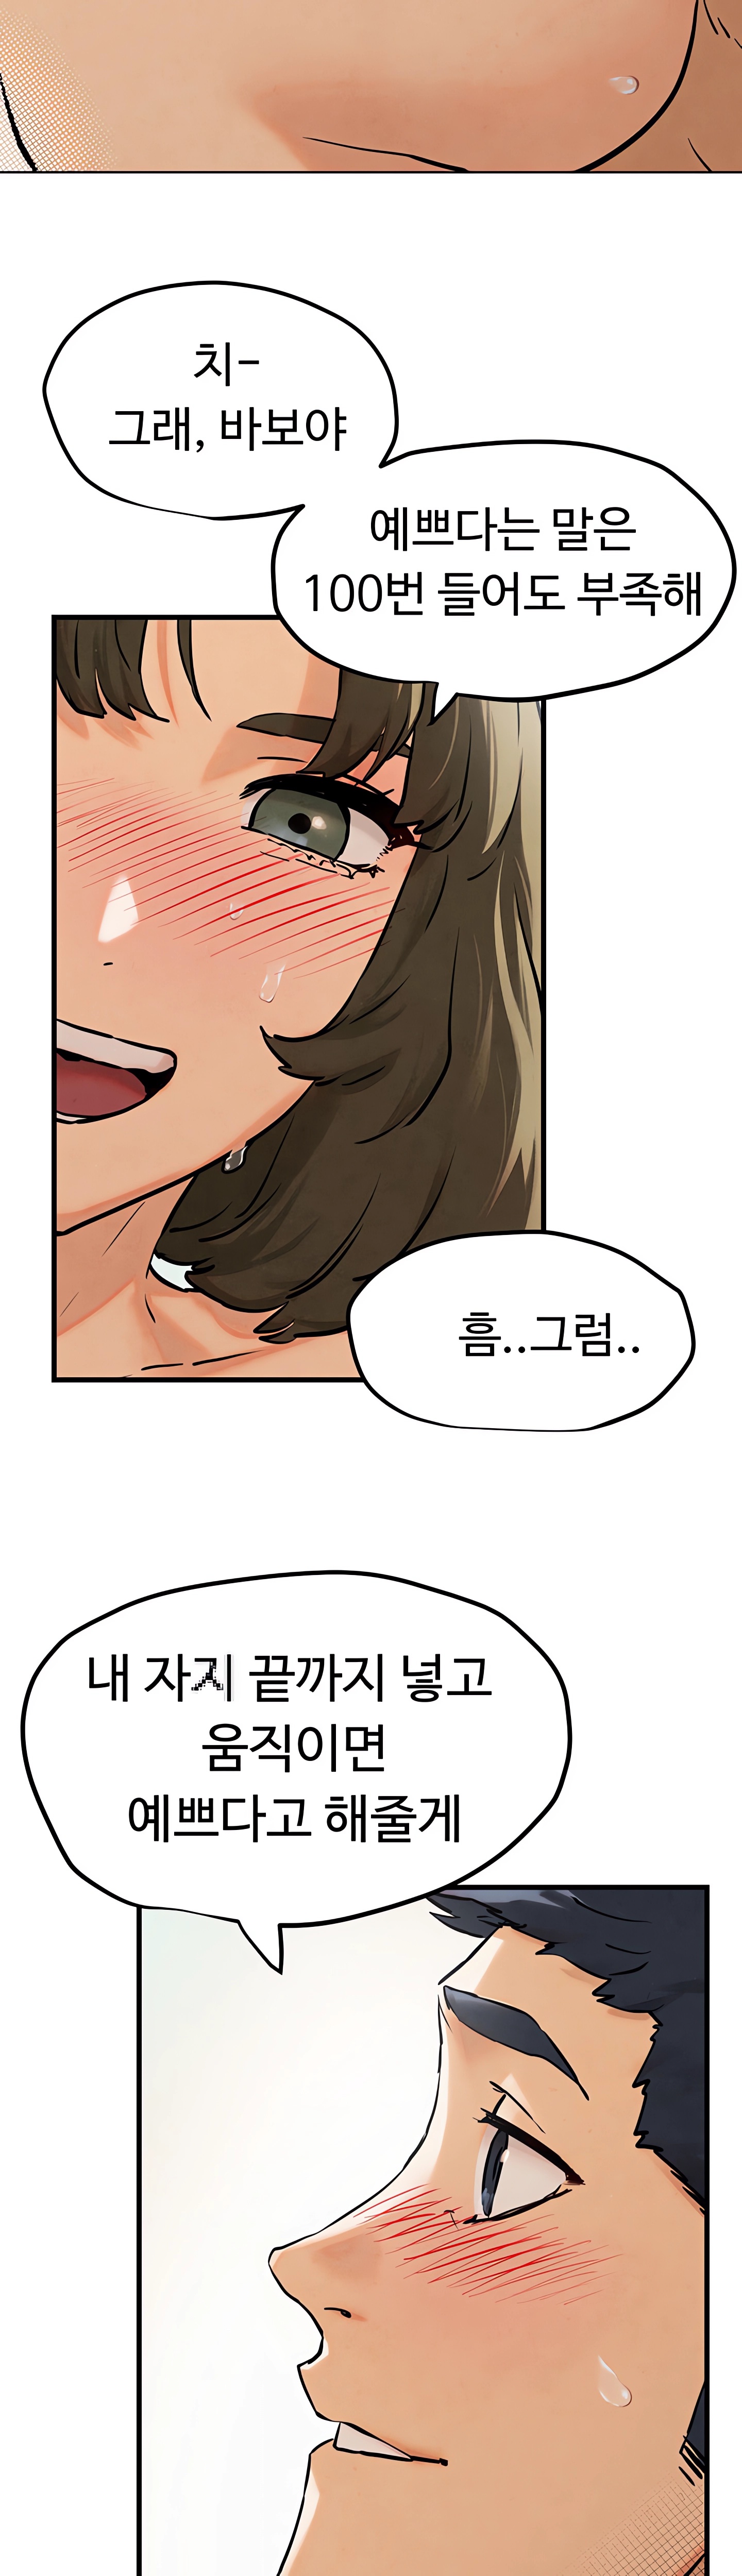 치-
그래, 바보야
예쁘다는 말은
100번 들어도 부족해
흠..그럼..
내 끝까지 넣고
움직이면
예쁘다고 해줄게